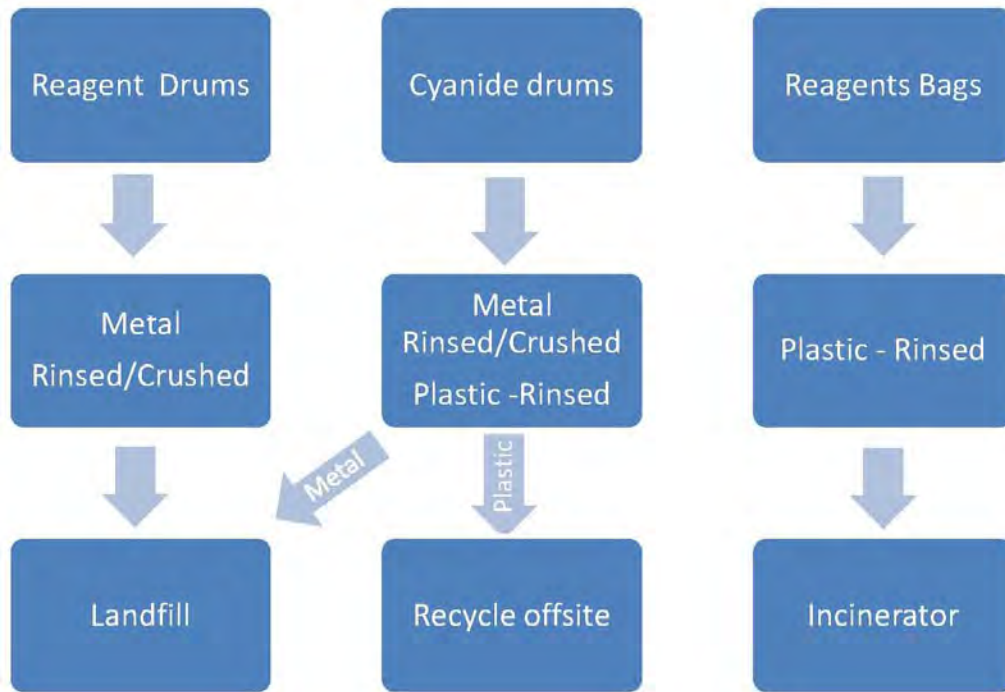 Reagent Drums
Cyanide drums
Reagents Bags
Metal
Rinsed/Crushed
Metal
Rinsed/Crushed
Plastic -Rinsed
Plastic - Rinsed
Metal
Plastic
Landfill
Recycle offsite
Incinerator